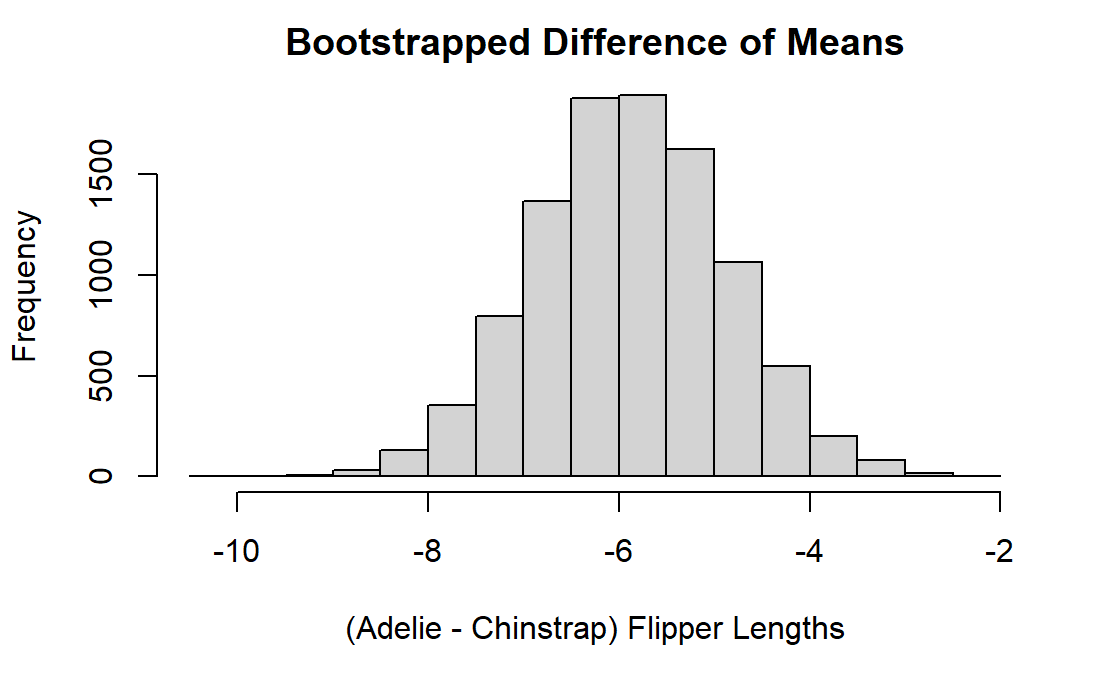 Bootstrapped Difference of Means
Frequency
1500
1000
500
0
-10 -8 -6 -4 -2
(Adelie - Chinstrap) Flipper Lengths